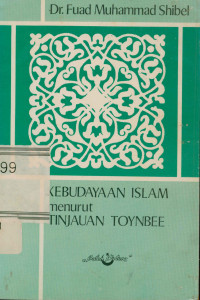 Dr. Fuad Muhammad Shibel
99
KEBUDAYAAN ISLAM
menurut
TINJAUAN TOYNBEE